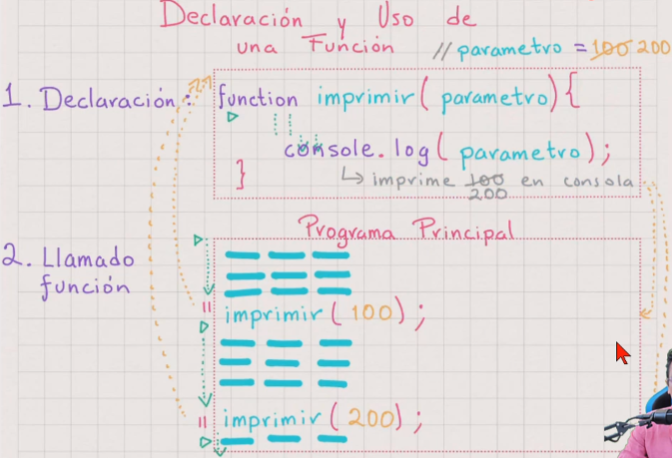 Declaración y Uso de
una Función // parametro = 100 200
1. Declaración: function imprimir( parametro) {
console.log( parametro);
} ↳ imprime 100 en consola
200
Programa Principal
2. Llamado
función
imprimir( 100);
imprimir( 200);